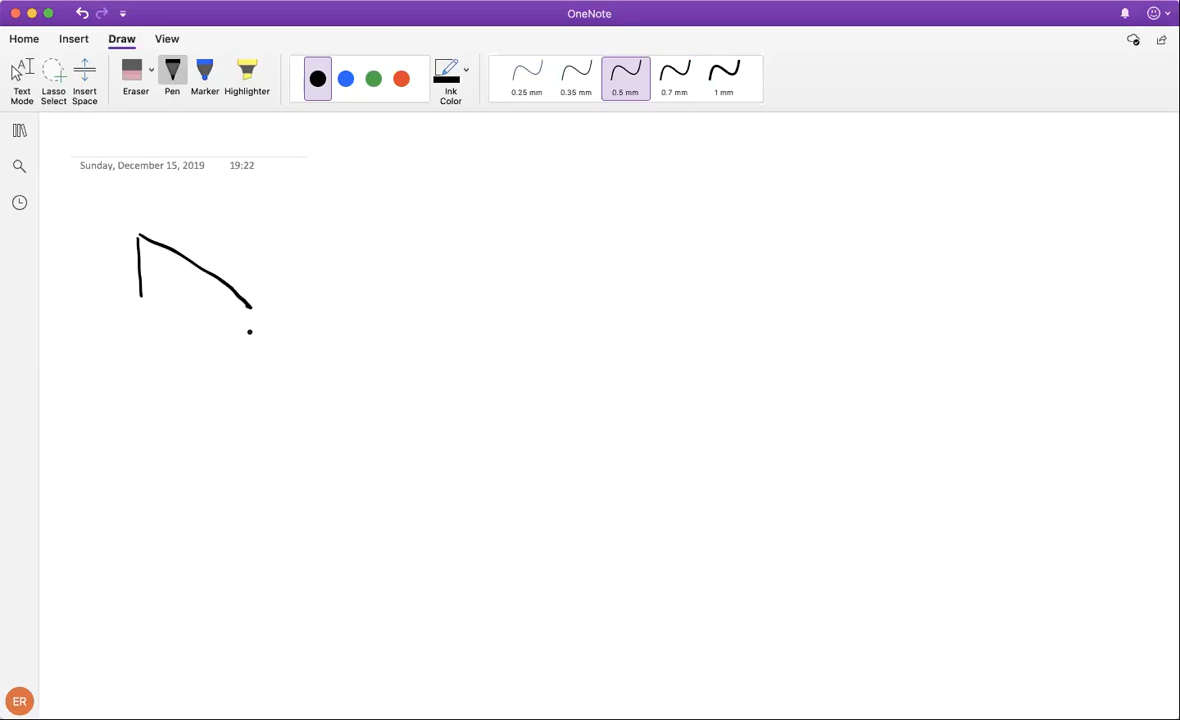 OneNote
Home Insert Draw View
Text Mode
Lasso Select
Insert Space
Eraser
Pen
Marker
Highlighter
Ink Color
0.25 mm
0.35 mm
0.5 mm
0.7 mm
1 mm
Sunday, December 15, 2019 19:22
ER